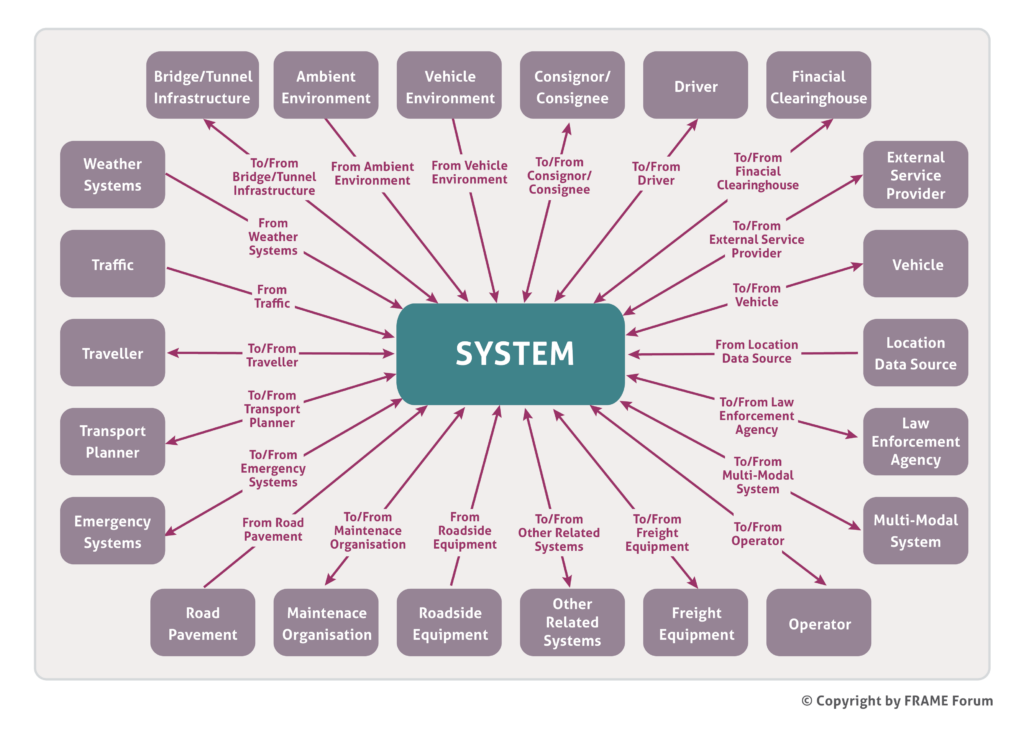 Bridge/Tunnel
Infrastructure
Ambient
Environment
Vehicle
Environment
Consignor/
Consignee
Driver
Finacial
Clearinghouse
Weather
Systems
Traffic
Traveller
Transport
Planner
Emergency
Systems
External
Service
Provider
Vehicle
Location
Data Source
Law
Enforcement
Agency
Multi-Modal
System
To/From
Bridge/Tunnel
Infrastructure
From Ambient
Environment
From Vehicle
Environment
To/From
Consignor/
Consignee
To/From
Driver
To/From
Finacial
Clearinghouse
From
Weather
Systems
To/From
External Service
Provider
From
Traffic
To/From
Vehicle
SYSTEM
To/From
Traveller
From Location
Data Source
To/From
Transport
Planner
To/From Law
Enforcement
Agency
To/From
Emergency
Systems
To/From
Multi-Modal
System
From Road
Pavement
To/From
Maintenace
Organisation
From
Roadside
Equipment
To/From
Other Related
Systems
To/From
Freight
Equipment
To/From
Operator
Road
Pavement
Maintenace
Organisation
Roadside
Equipment
Other
Related
Systems
Freight
Equipment
Operator
© Copyright by FRAME Forum